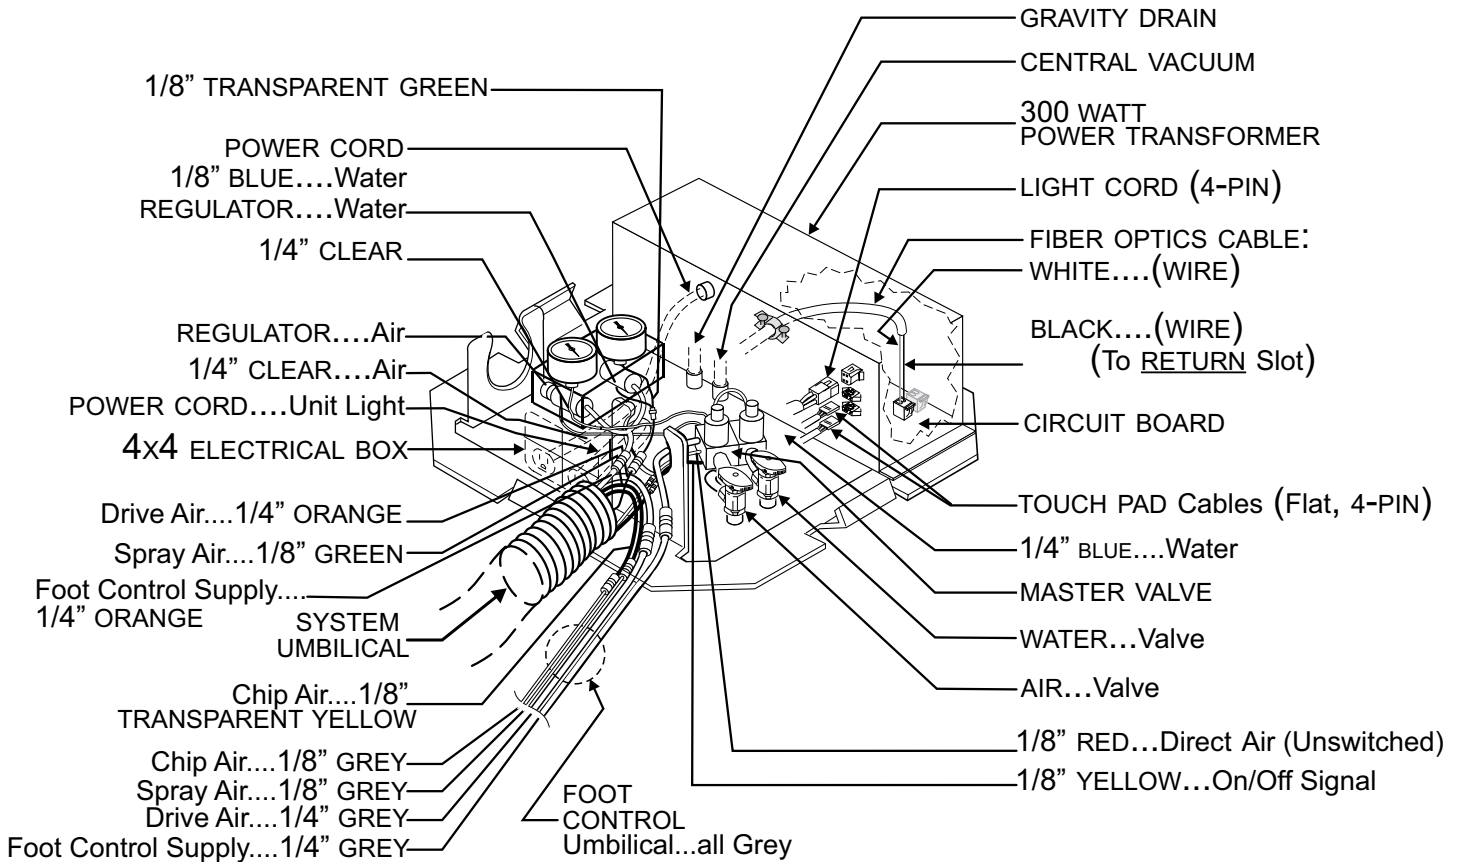 1/8” TRANSPARENT GREEN
POWER CORD
1/8” BLUE....Water
REGULATOR....Water
1/4” CLEAR
REGULATOR....Air
1/4” CLEAR....Air
POWER CORD....Unit Light
4X4 ELECTRICAL BOX
Drive Air....1/4” ORANGE
Spray Air....1/8” GREEN
Foot Control Supply....
1/4” ORANGE
SYSTEM
UMBILICAL
Chip Air....1/8”
TRANSPARENT YELLOW
Chip Air....1/8” GREY
Spray Air....1/8” GREY
Drive Air....1/4” GREY
Foot Control Supply....1/4” GREY
FOOT
CONTROL
Umbilical...all Grey
GRAVITY DRAIN
CENTRAL VACUUM
300 WATT
POWER TRANSFORMER
LIGHT CORD (4-PIN)
FIBER OPTICS CABLE:
WHITE....(WIRE)
BLACK....(WIRE)
(To RETURN Slot)
CIRCUIT BOARD
TOUCH PAD Cables (Flat, 4-PIN)
1/4” BLUE....Water
MASTER VALVE
WATER...Valve
AIR...Valve
1/8” RED...Direct Air (Unswitched)
1/8” YELLOW...On/Off Signal